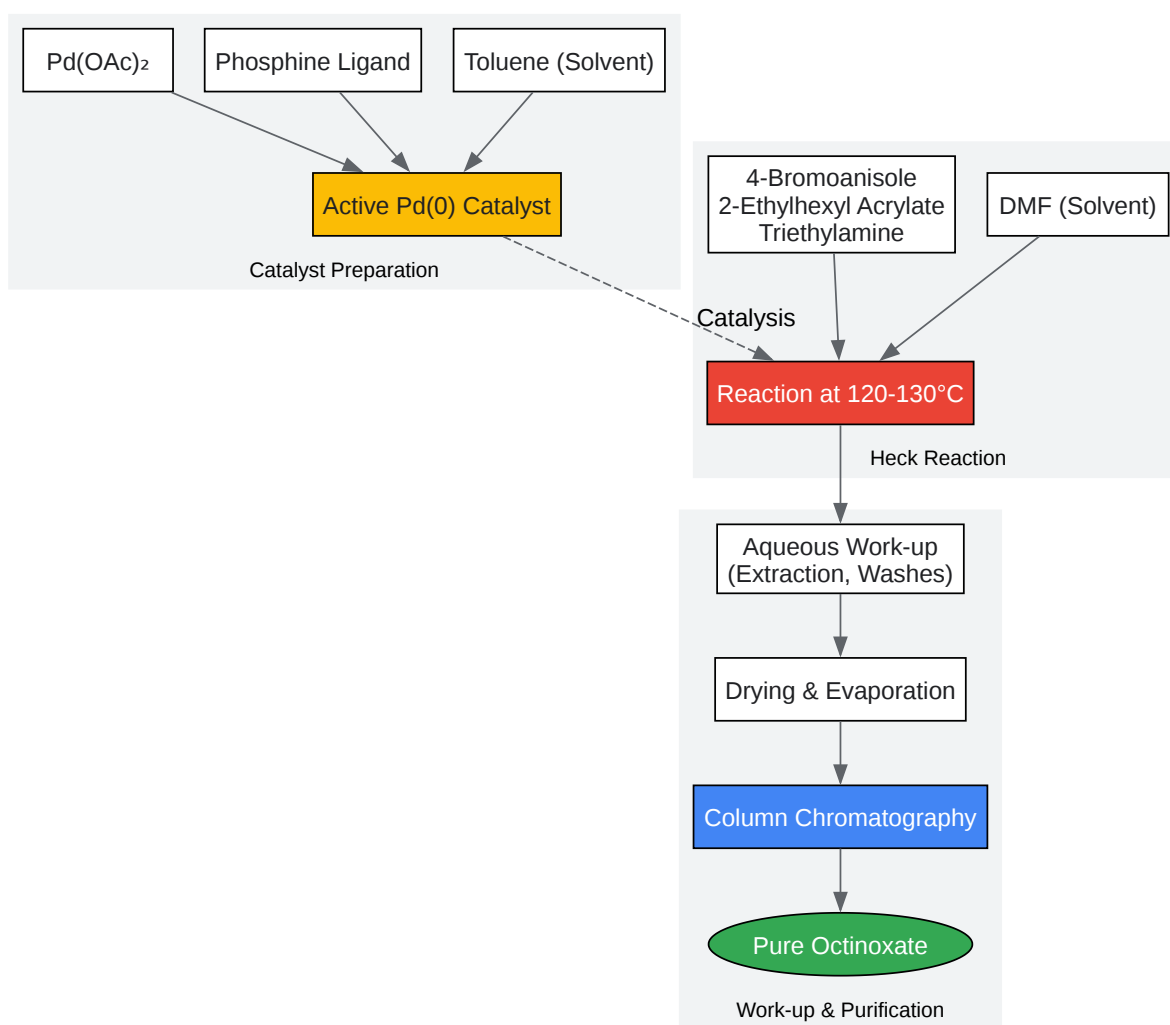 Pd(OAc)₂
Phosphine Ligand
Toluene (Solvent)
Active Pd(0) Catalyst
Catalyst Preparation
4-Bromoanisole
2-Ethylhexyl Acrylate
Triethylamine
DMF (Solvent)
Catalysis
Reaction at 120-130°C
Heck Reaction
Aqueous Work-up
(Extraction, Washes)
Drying & Evaporation
Column Chromatography
Pure Octinoxate
Work-up & Purification